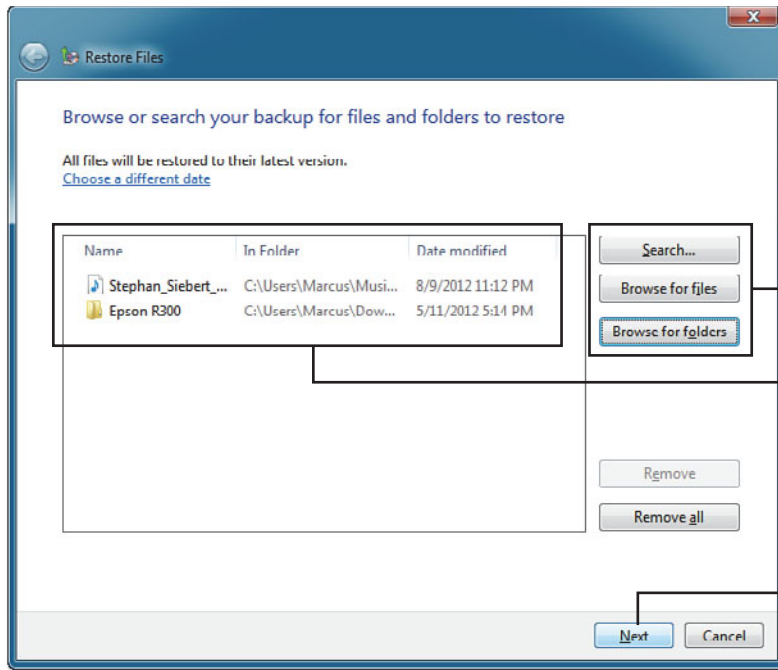 Restore Files
Browse or search your backup for files and folders to restore
All files will be restored to their latest version.
Choose a different date
Name In Folder Date modified
Stephan_Siebert_... C:\Users\Marcus\Musi... 8/9/2012 11:12 PM
Epson R300 C:\Users\Marcus\Dow... 5/11/2012 5:14 PM
Search...
Browse for files
Browse for folders
Remove
Remove all
Next Cancel